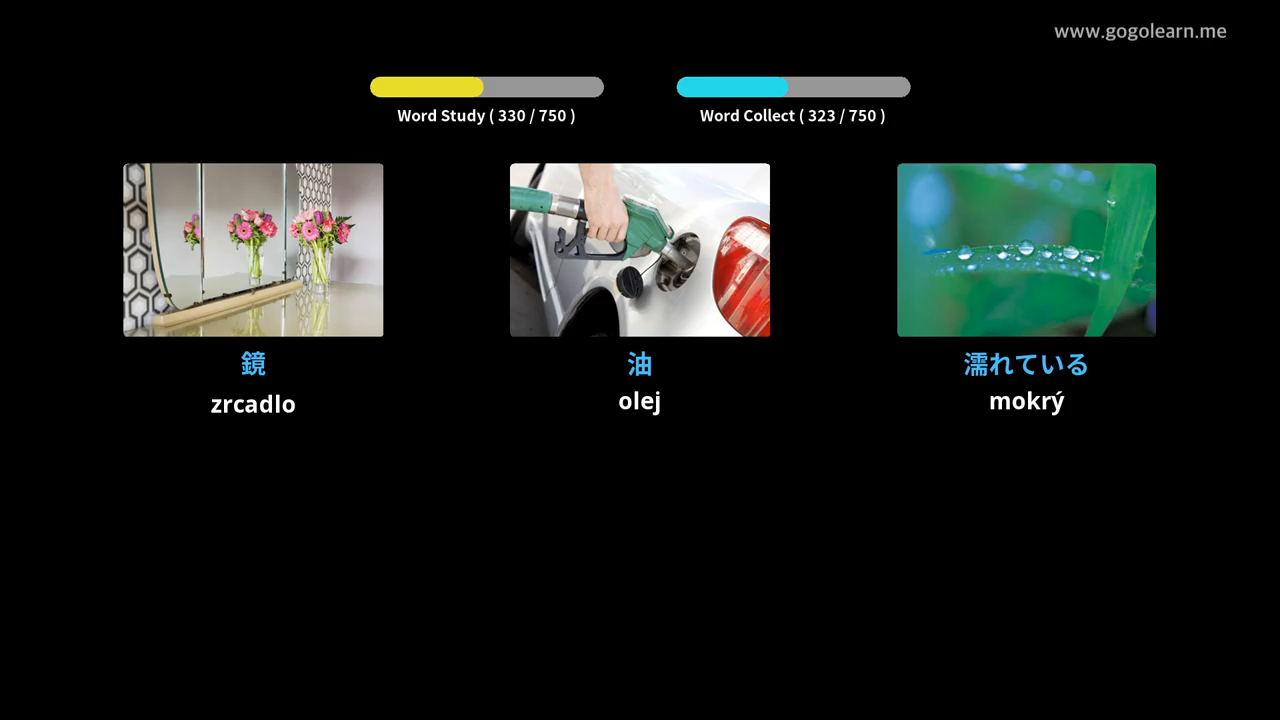 www.gogolearn.me
Word Study ( 330 / 750 )
Word Collect ( 323 / 750 )
鏡
zrcadlo
油
olej
濡れている
mokrý